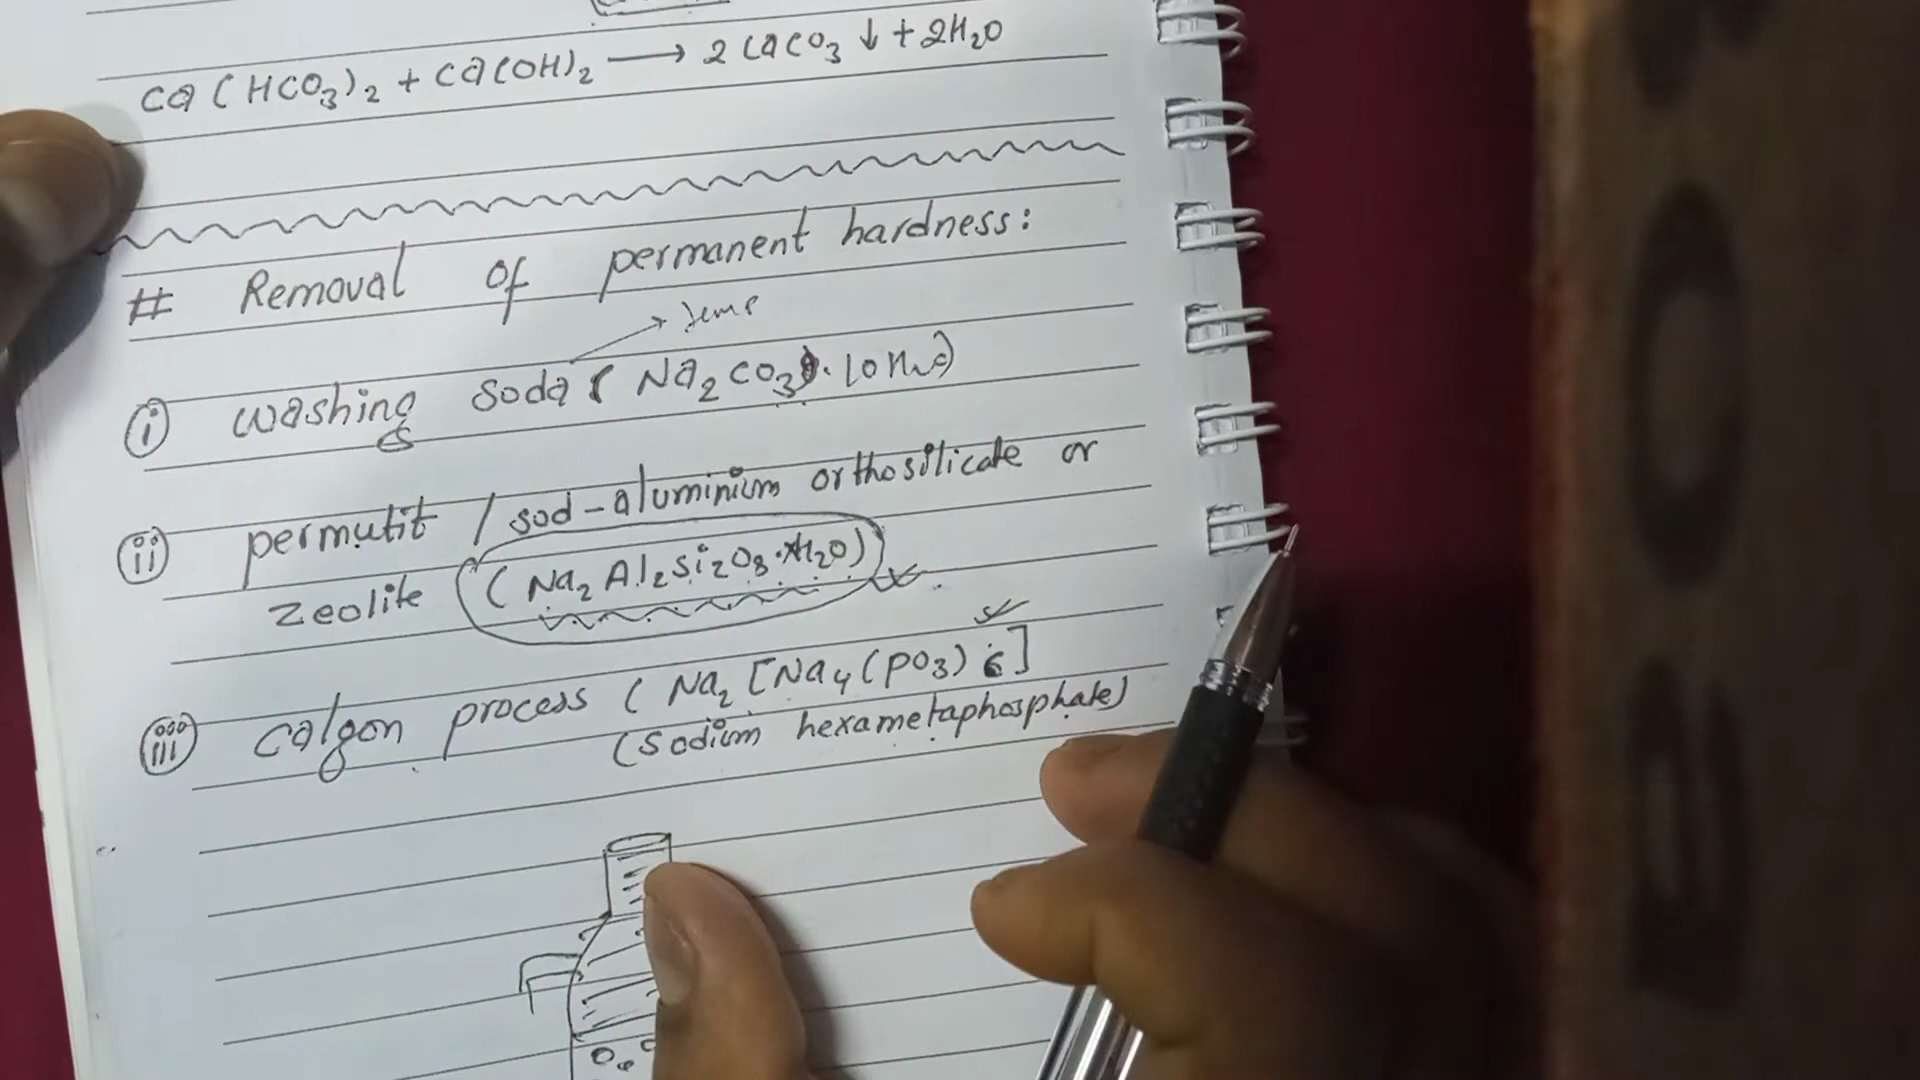 Ca(HCO3)2 + Ca(OH)2 ⟶ 2CaCO3↓ + 2H2O
# Removal of permanent hardness:
→ temp
(i) washing soda (Na2CO3.10H2O)
(ii) permutit / sod-aluminium orthosilicate or
zeolite (Na2Al2Si2O8.XH2O)
(iii) calgon process (Na2[Na4(PO3)6]
(sodium hexametaphosphate)